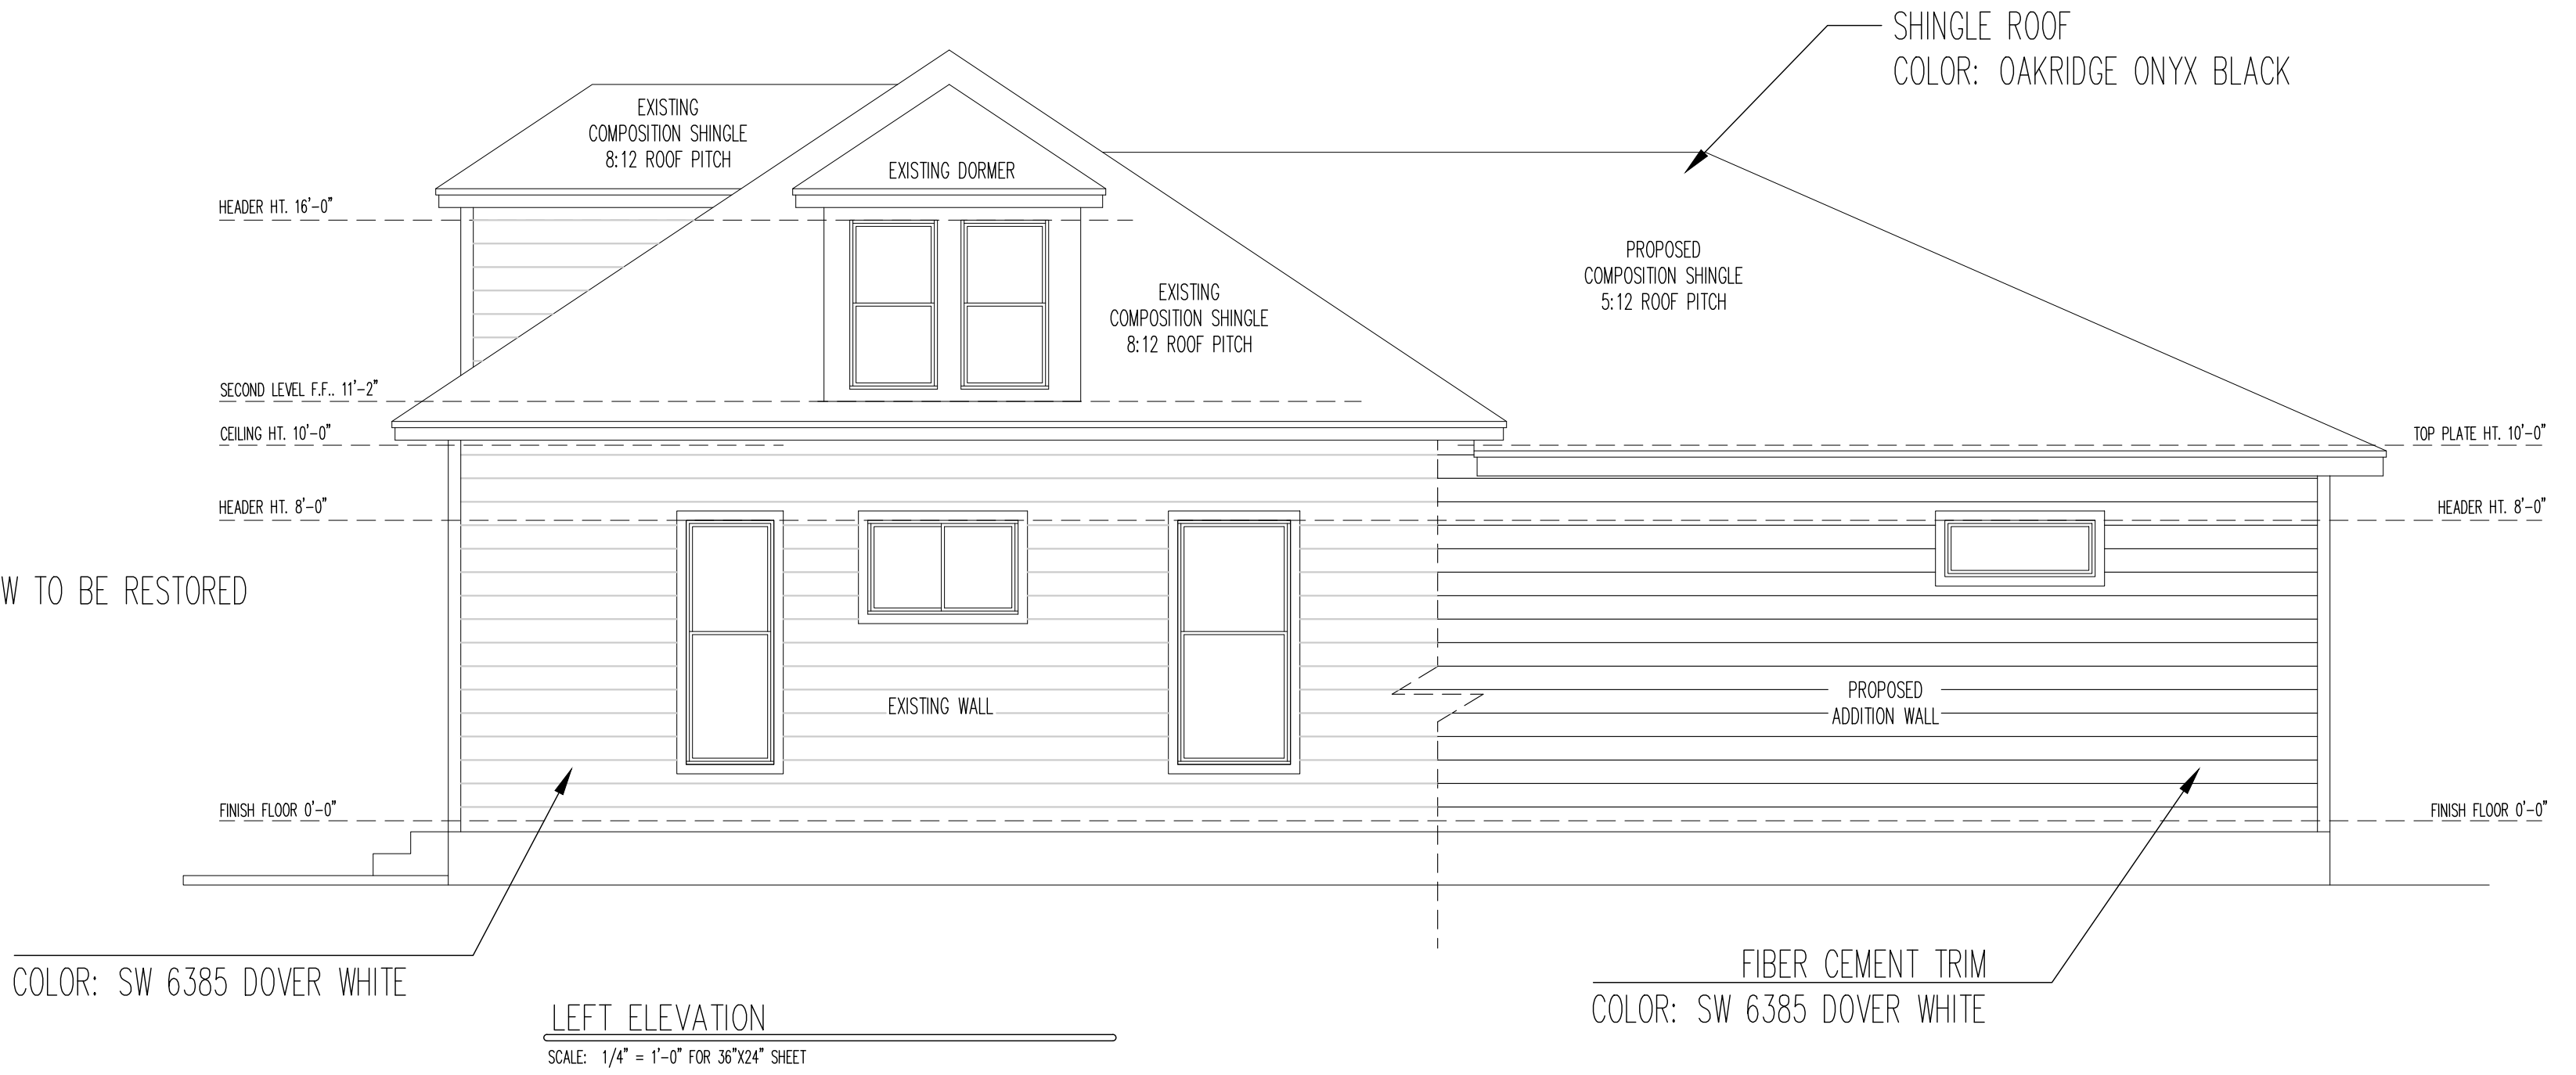 SHINGLE ROOF
COLOR: OAKRIDGE ONYX BLACK
EXISTING
COMPOSITION SHINGLE
8:12 ROOF PITCH
EXISTING DORMER
HEADER HT. 16'-0"
PROPOSED
COMPOSITION SHINGLE
5:12 ROOF PITCH
EXISTING
COMPOSITION SHINGLE
8:12 ROOF PITCH
SECOND LEVEL F.F.. 11'-2"
CEILING HT. 10'-0"
TOP PLATE HT. 10'-0"
HEADER HT. 8'-0"
HEADER HT. 8'-0"
W TO BE RESTORED
EXISTING WALL
PROPOSED
ADDITION WALL
FINISH FLOOR 0'-0"
FINISH FLOOR 0'-0"
COLOR: SW 6385 DOVER WHITE
FIBER CEMENT TRIM
COLOR: SW 6385 DOVER WHITE
LEFT ELEVATION
SCALE: 1/4" = 1'-0" FOR 36"X24" SHEET